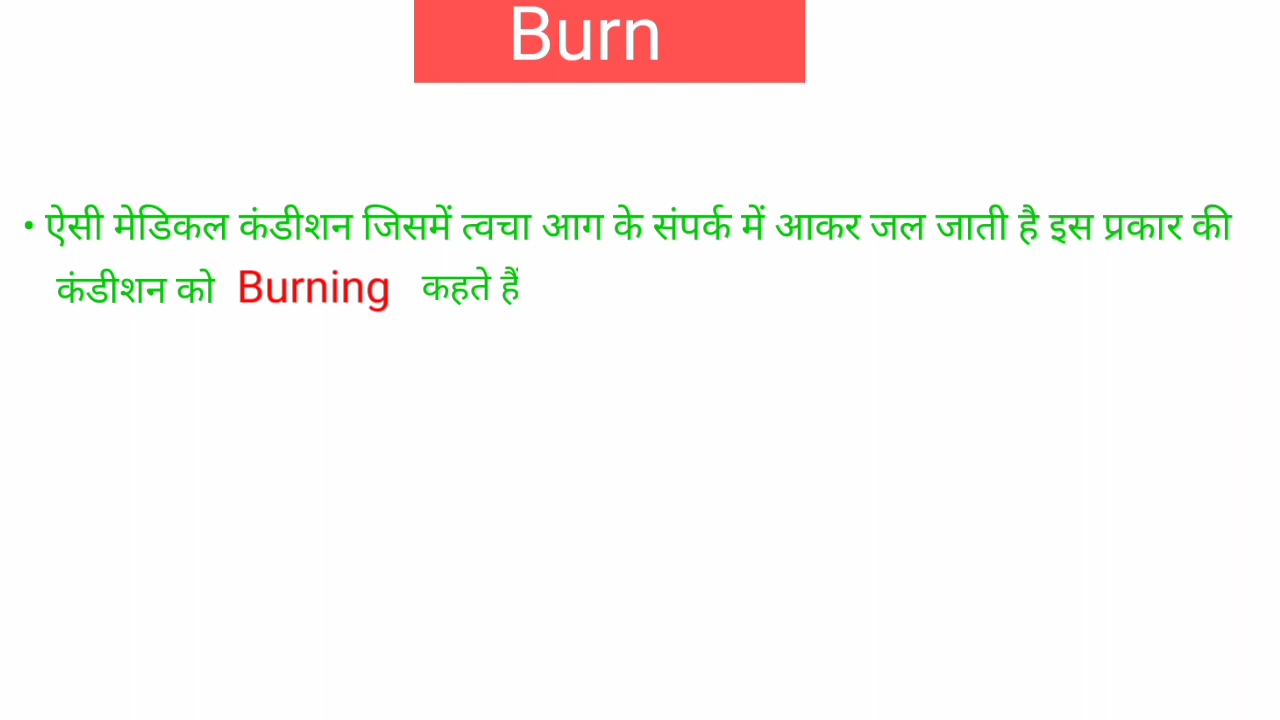 Burn
• ऐसी मेडिकल कंडीशन जिसमें त्वचा आग के संपर्क में आकर जल जाती है इस प्रकार की
कंडीशन को Burning कहते हैं